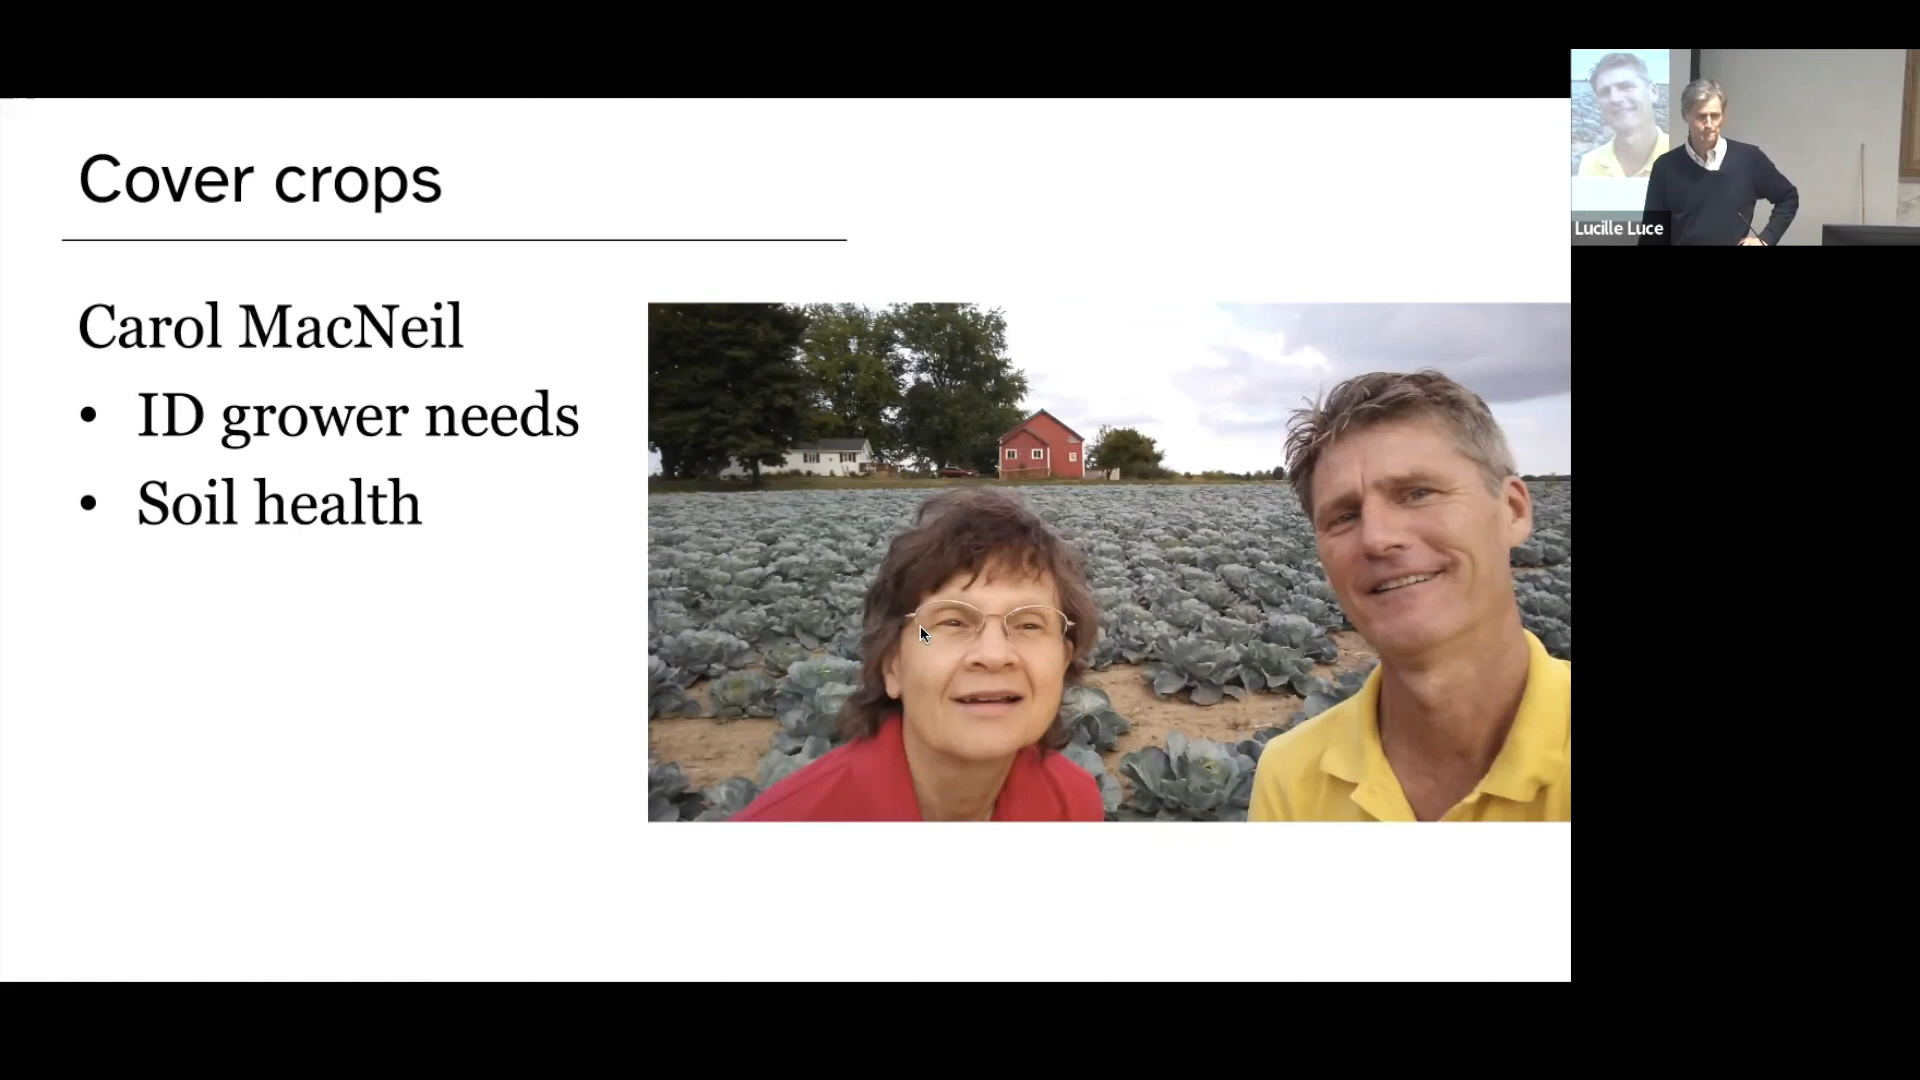 Cover crops
Carol MacNeil
• ID grower needs
• Soil health
Lucille Luce